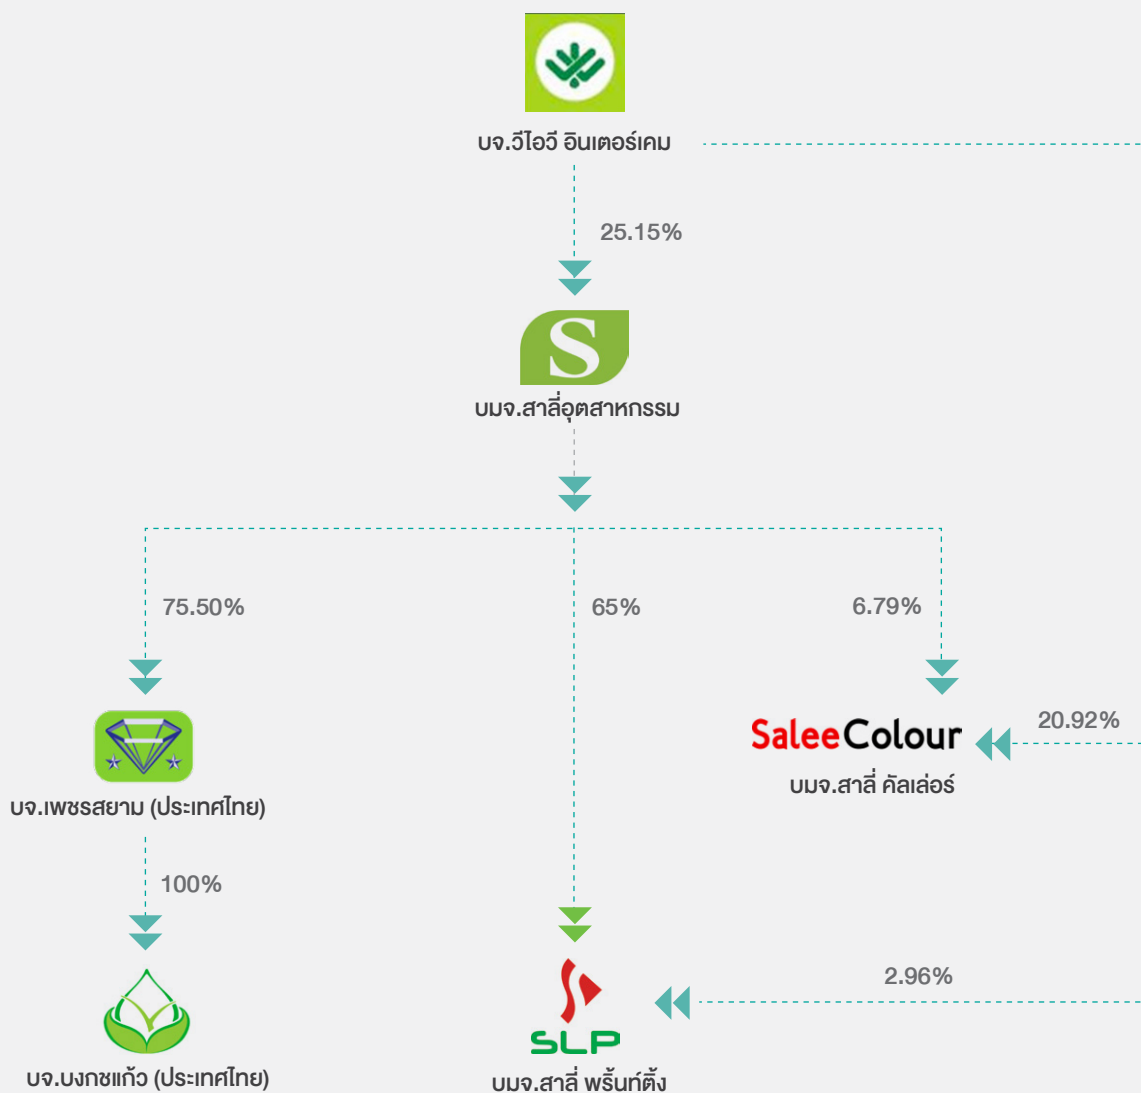 บจ.วีไอวี อินเตอร์เคม
25.15%
S
บมจ.สาลี่อุตสาหกรรม
75.50%
65%
6.79%
SaleeColour
20.92%
บมจ.สาลี่ คัลเล่อร์
บจ.เพชรสยาม (ประเทศไทย)
100%
2.96%
SLP
บจ.บงกชแก้ว (ประเทศไทย)
บมจ.สาลี่ พริ้นท์ติ้ง